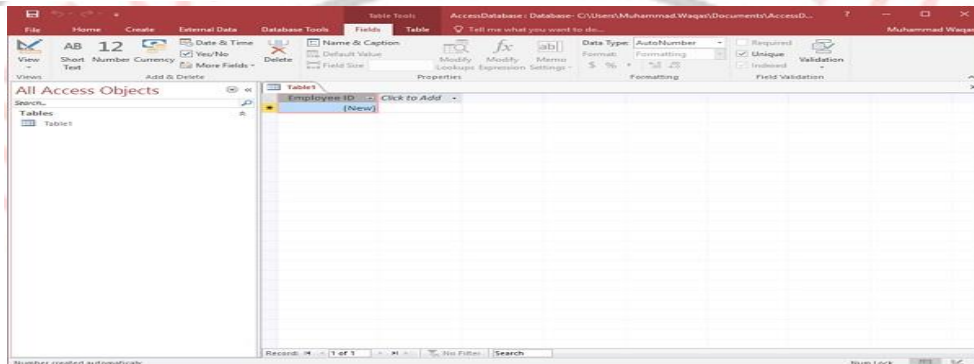 Table Tools
AccessDatabase : Database- C:\Users\Muhammad.Waqas\Documents\AccessD... ?
File Home Create External Data Database Tools Fields Table Tell me what you want to do... Muhammad Waqas
View
Views
AB
Short Text
12
Number
Currency
Date & Time
Yes/No
More Fields
Add & Delete
Delete
Name & Caption
Default Value
Field Size
Modify Lookups
fx
Modify Expression
ab|
Memo Settings
Properties
Data Type: AutoNumber
Format: Formatting
$ %
Formatting
Required
Unique
Indexed
Validation
Field Validation
All Access Objects
Search...
Tables
Table1
Table1
Employee ID Click to Add
(New)
Record: 1 of 1 No Filter Search
Number created automatically Num Lock